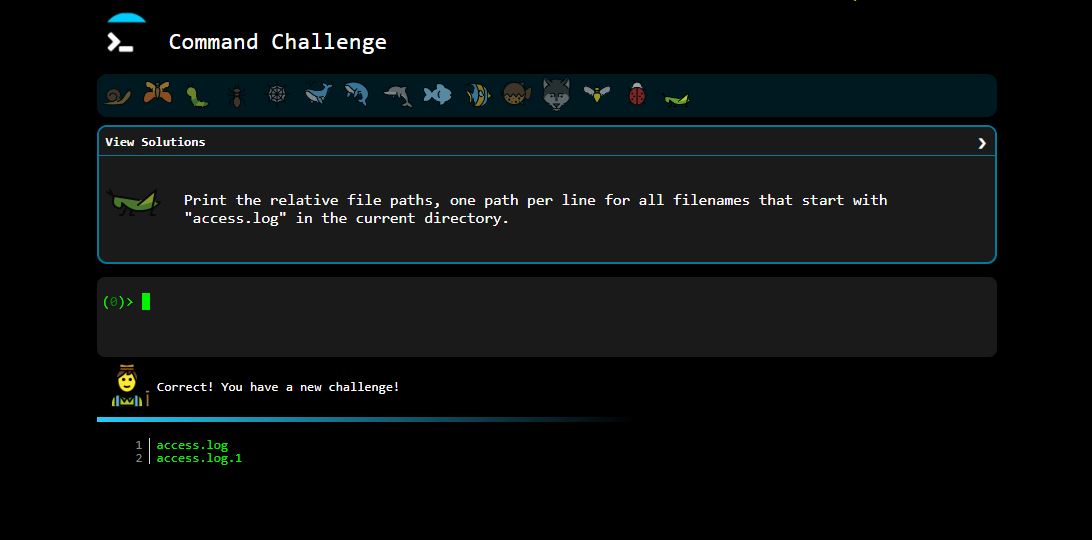 Command Challenge
View Solutions
Print the relative file paths, one path per line for all filenames that start with
"access.log" in the current directory.
(0)>
Correct! You have a new challenge!
1 access.log
2 access.log.1